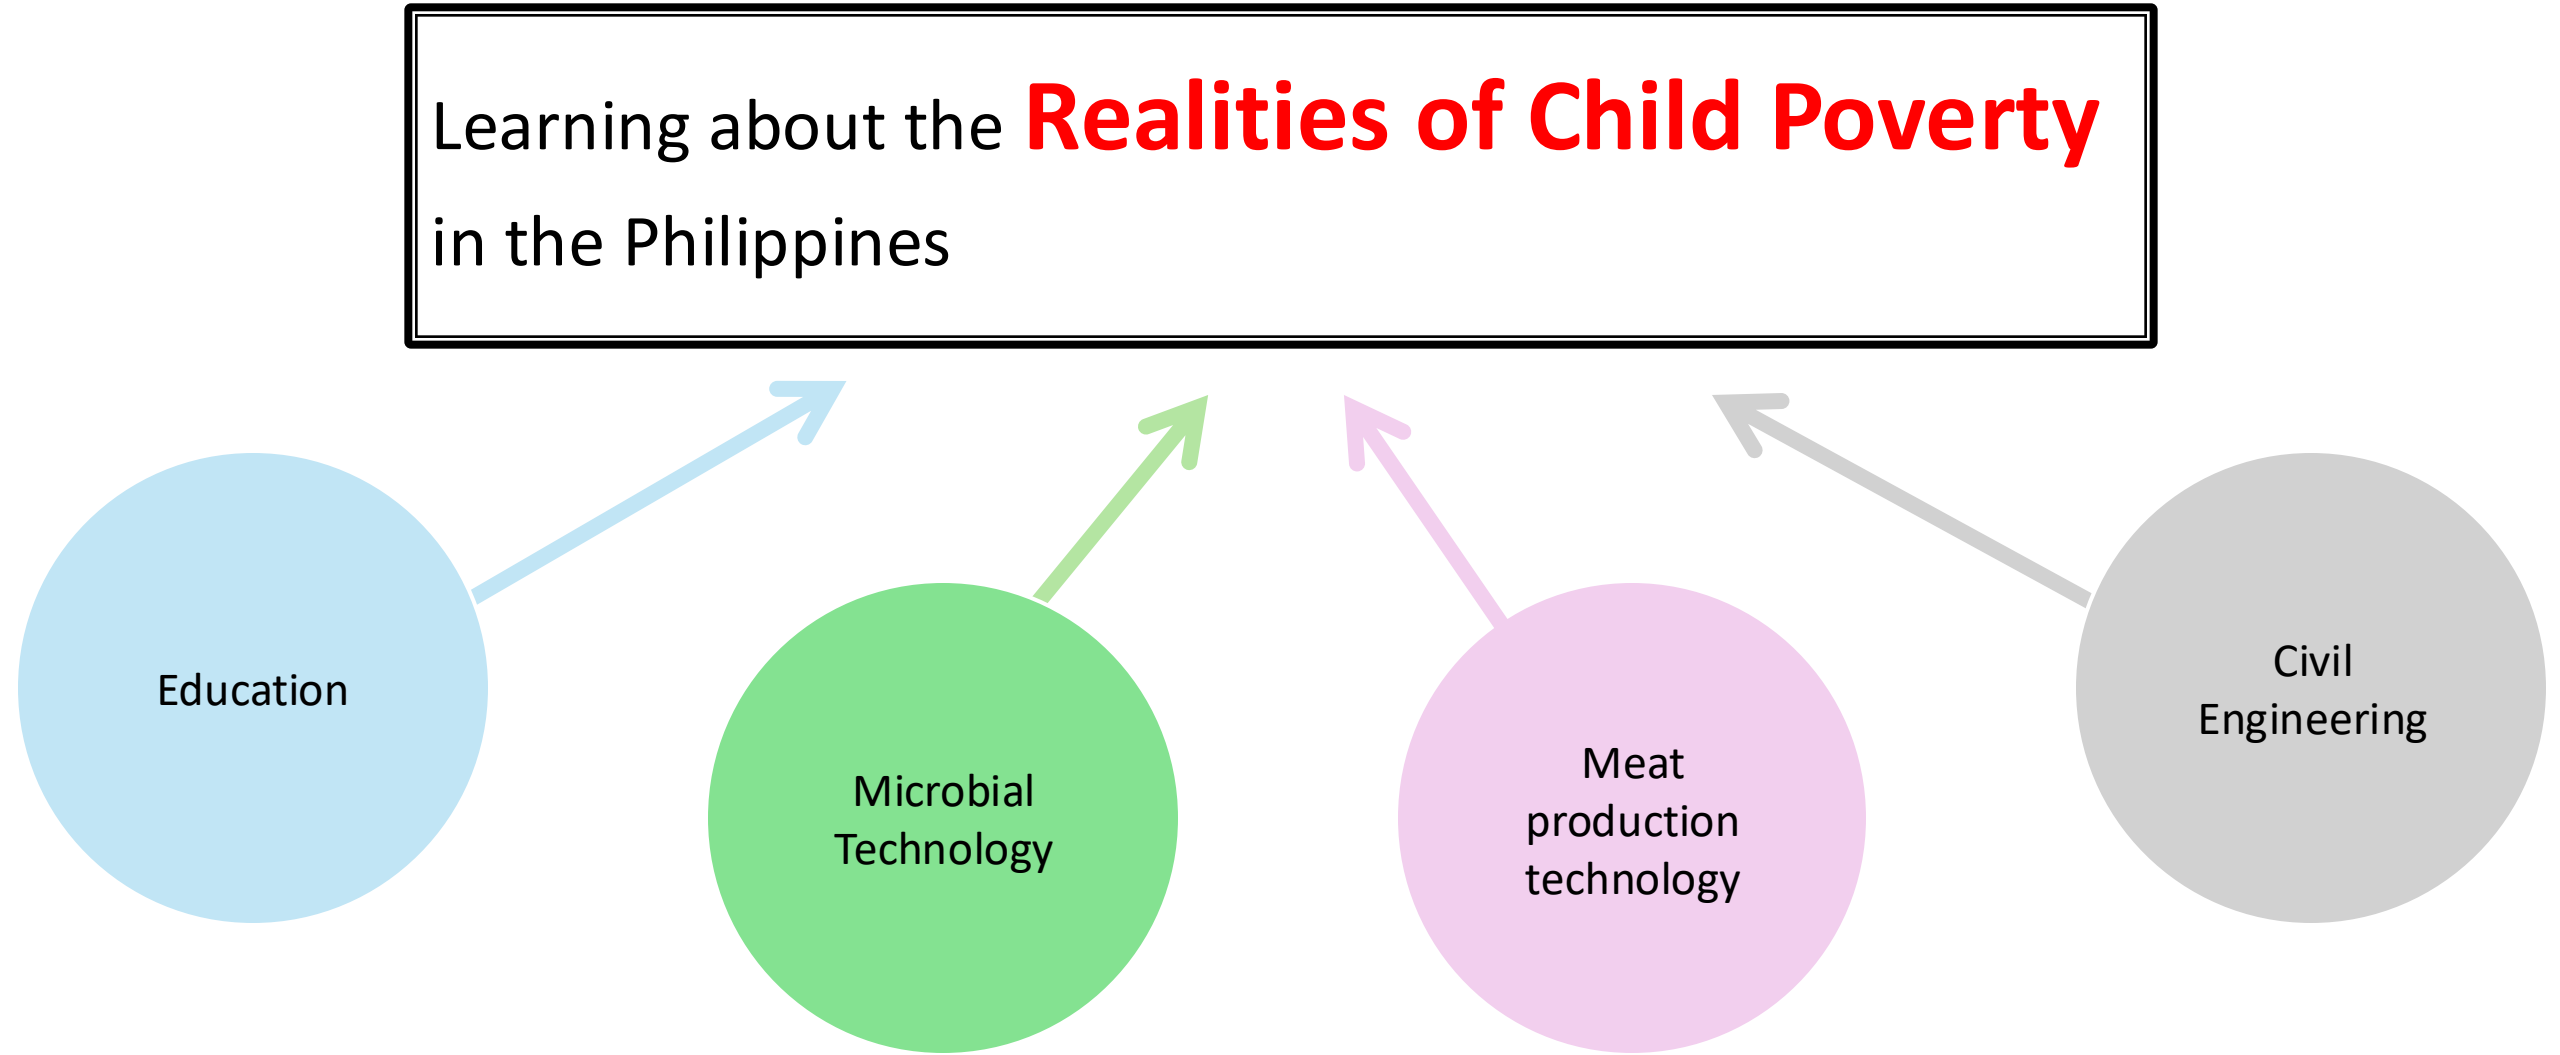 Learning about the Realities of Child Poverty
in the Philippines
Education
Microbial
Technology
Meat
production
technology
Civil
Engineering